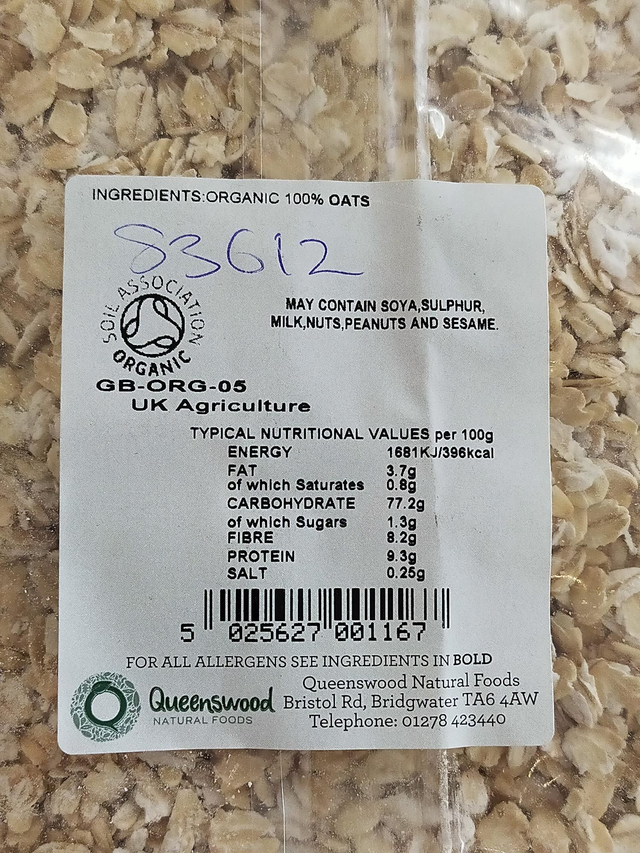 INGREDIENTS:ORGANIC 100% OATS
83612
SOIL ASSOCIATION
ORGANIC
MAY CONTAIN SOYA,SULPHUR,
MILK,NUTS,PEANUTS AND SESAME.
GB-ORG-05
UK Agriculture
TYPICAL NUTRITIONAL VALUES per 100g
ENERGY 1681KJ/396kcal
FAT 3.7g
of which Saturates 0.8g
CARBOHYDRATE 77.2g
of which Sugars 1.3g
FIBRE 8.2g
PROTEIN 9.3g
SALT 0.25g
5 025627 001167
FOR ALL ALLERGENS SEE INGREDIENTS IN BOLD
Queenswood
NATURAL FOODS
Queenswood Natural Foods
Bristol Rd, Bridgwater TA6 4AW
Telephone: 01278 423440